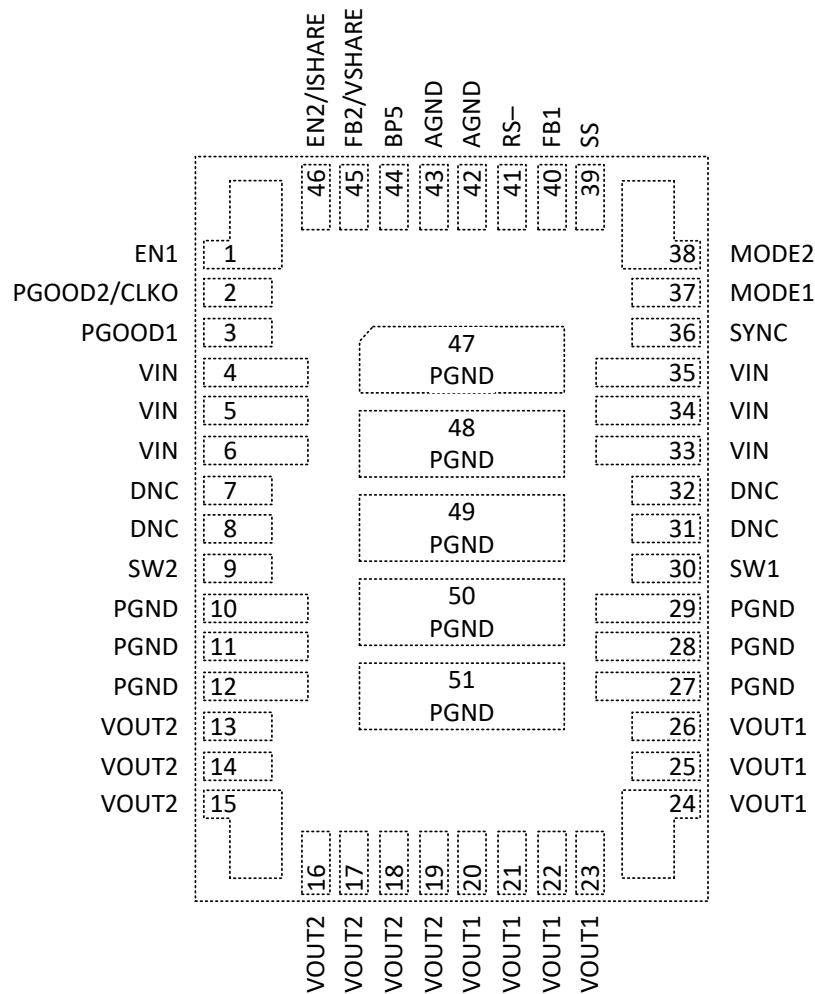 EN2/ISHARE
FB2/VSHARE
BP5
AGND
AGND
RS–
FB1
SS
46
45
44
43
42
41
40
39
EN1 1
38 MODE2
PGOOD2/CLKO 2
37 MODE1
PGOOD1 3
36 SYNC
47
PGND
VIN 4
35 VIN
VIN 5
34 VIN
48
PGND
VIN 6
33 VIN
DNC 7
32 DNC
49
PGND
DNC 8
31 DNC
SW2 9
30 SW1
50
PGND
PGND 10
29 PGND
PGND 11
28 PGND
51
PGND
PGND 12
27 PGND
VOUT2 13
26 VOUT1
VOUT2 14
25 VOUT1
VOUT2 15
24 VOUT1
16
17
18
19
20
21
22
23
VOUT2
VOUT2
VOUT2
VOUT2
VOUT1
VOUT1
VOUT1
VOUT1